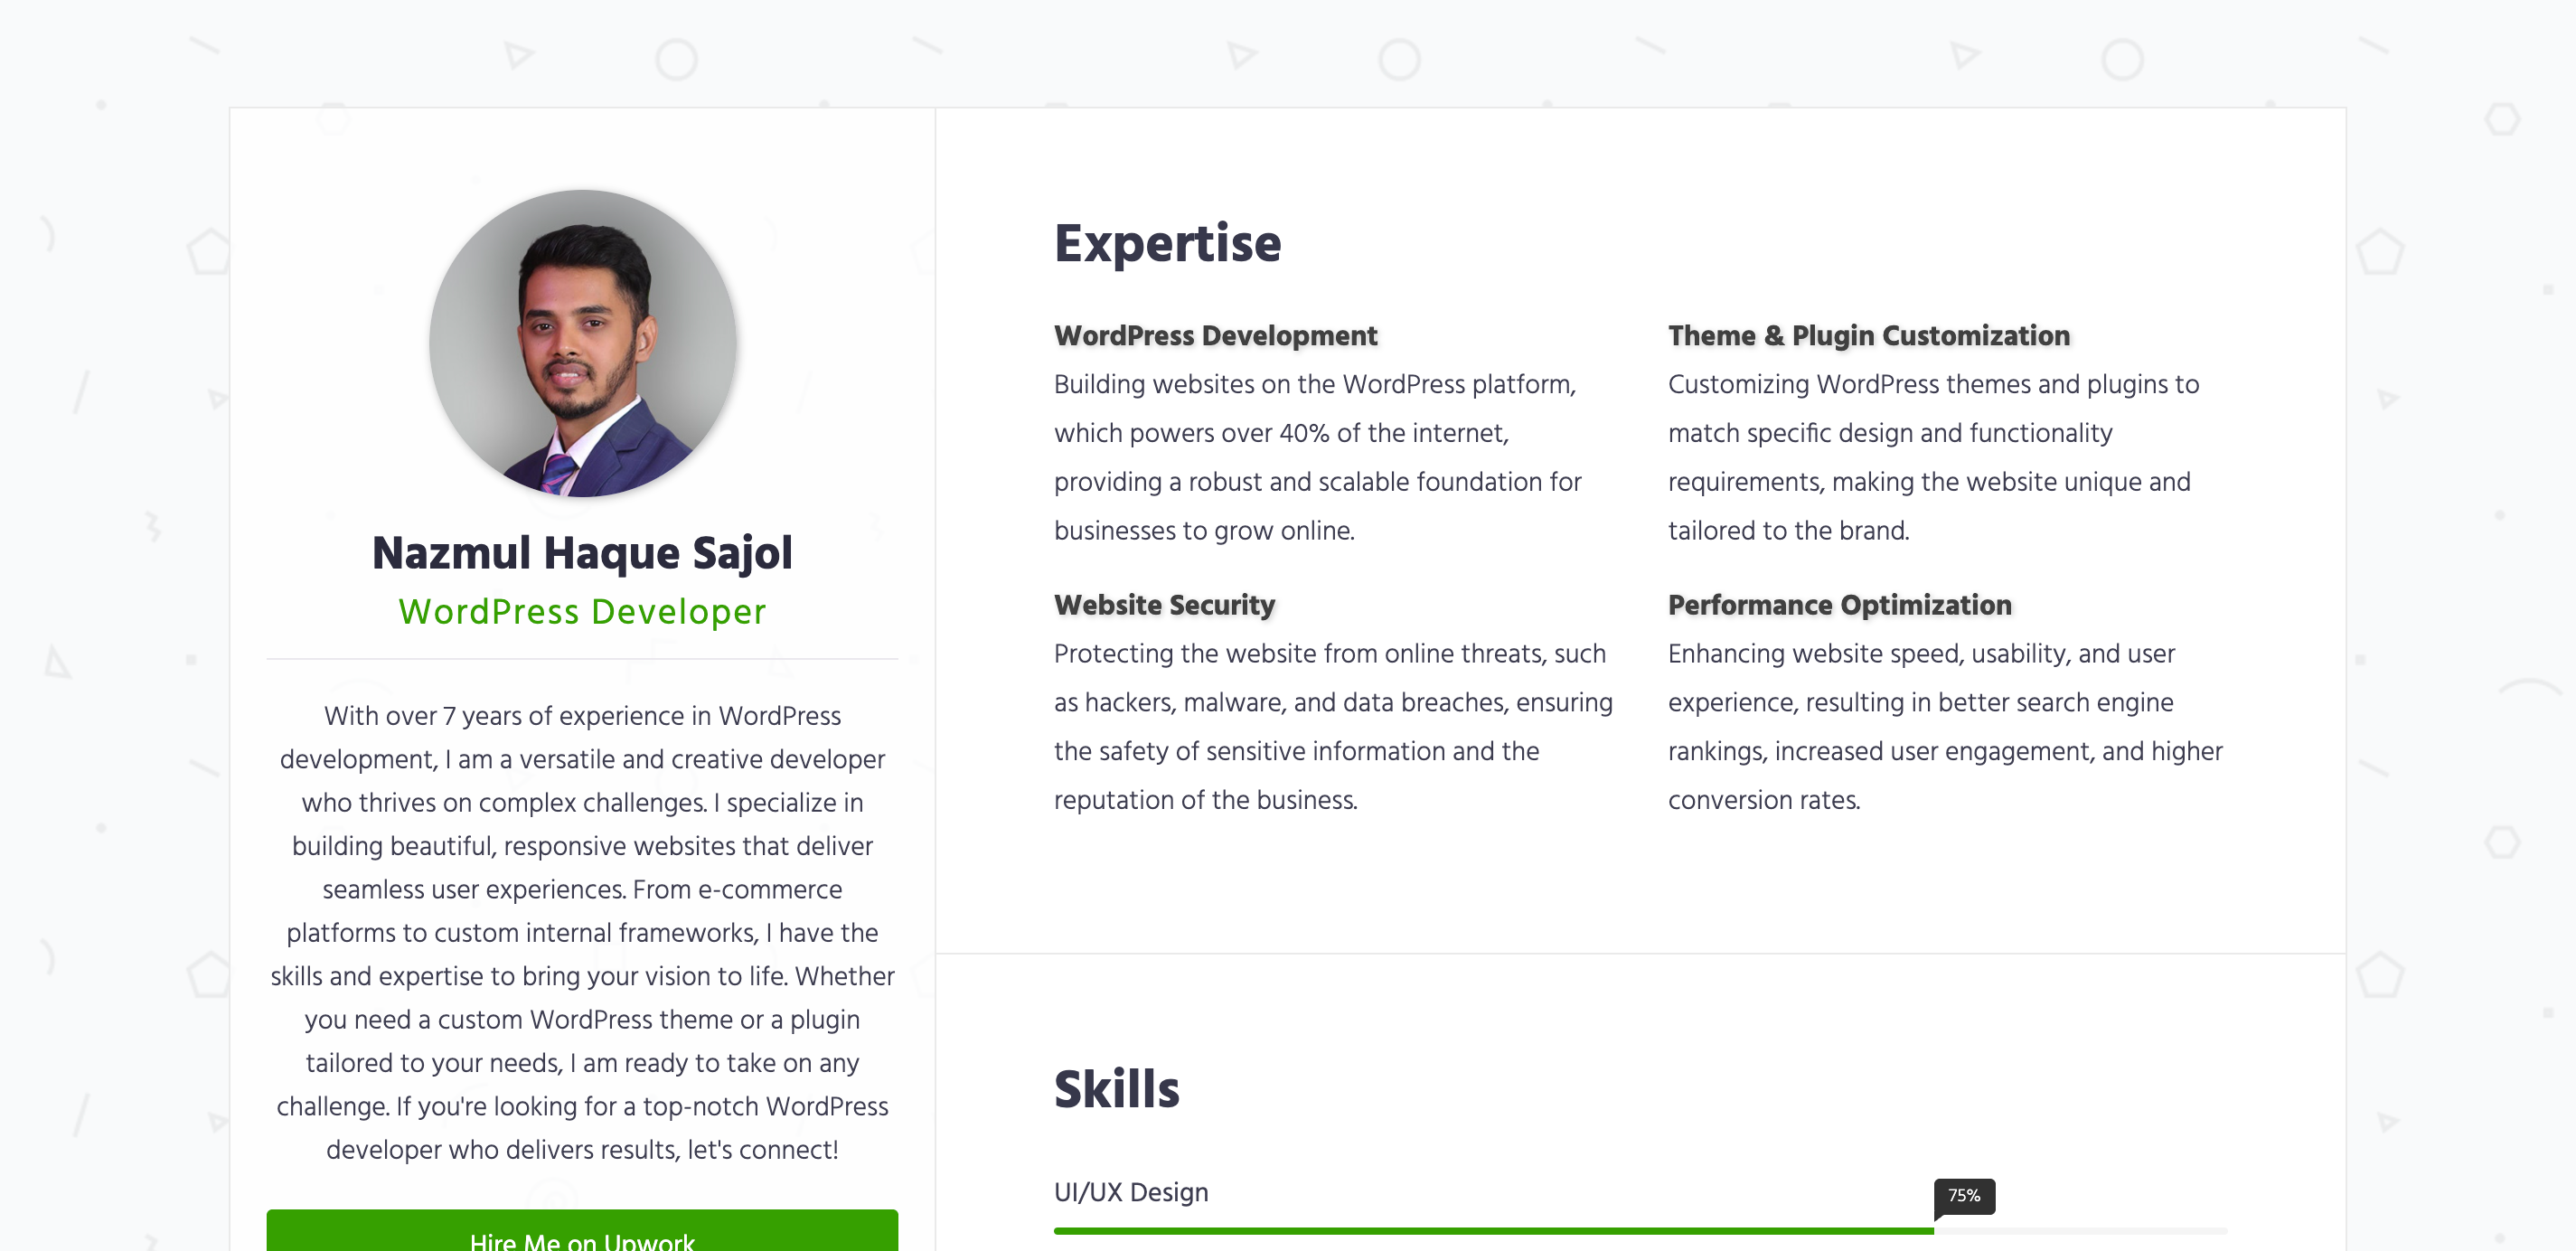 Nazmul Haque Sajol
WordPress Developer
With over 7 years of experience in WordPress
development, I am a versatile and creative developer
who thrives on complex challenges. I specialize in
building beautiful, responsive websites that deliver
seamless user experiences. From e-commerce
platforms to custom internal frameworks, I have the
skills and expertise to bring your vision to life. Whether
you need a custom WordPress theme or a plugin
tailored to your needs, I am ready to take on any
challenge. If you're looking for a top-notch WordPress
developer who delivers results, let's connect!
Hire Me on Upwork
Expertise
WordPress Development
Building websites on the WordPress platform,
which powers over 40% of the internet,
providing a robust and scalable foundation for
businesses to grow online.
Theme & Plugin Customization
Customizing WordPress themes and plugins to
match specific design and functionality
requirements, making the website unique and
tailored to the brand.
Website Security
Protecting the website from online threats, such
as hackers, malware, and data breaches, ensuring
the safety of sensitive information and the
reputation of the business.
Performance Optimization
Enhancing website speed, usability, and user
experience, resulting in better search engine
rankings, increased user engagement, and higher
conversion rates.
Skills
UI/UX Design
75%